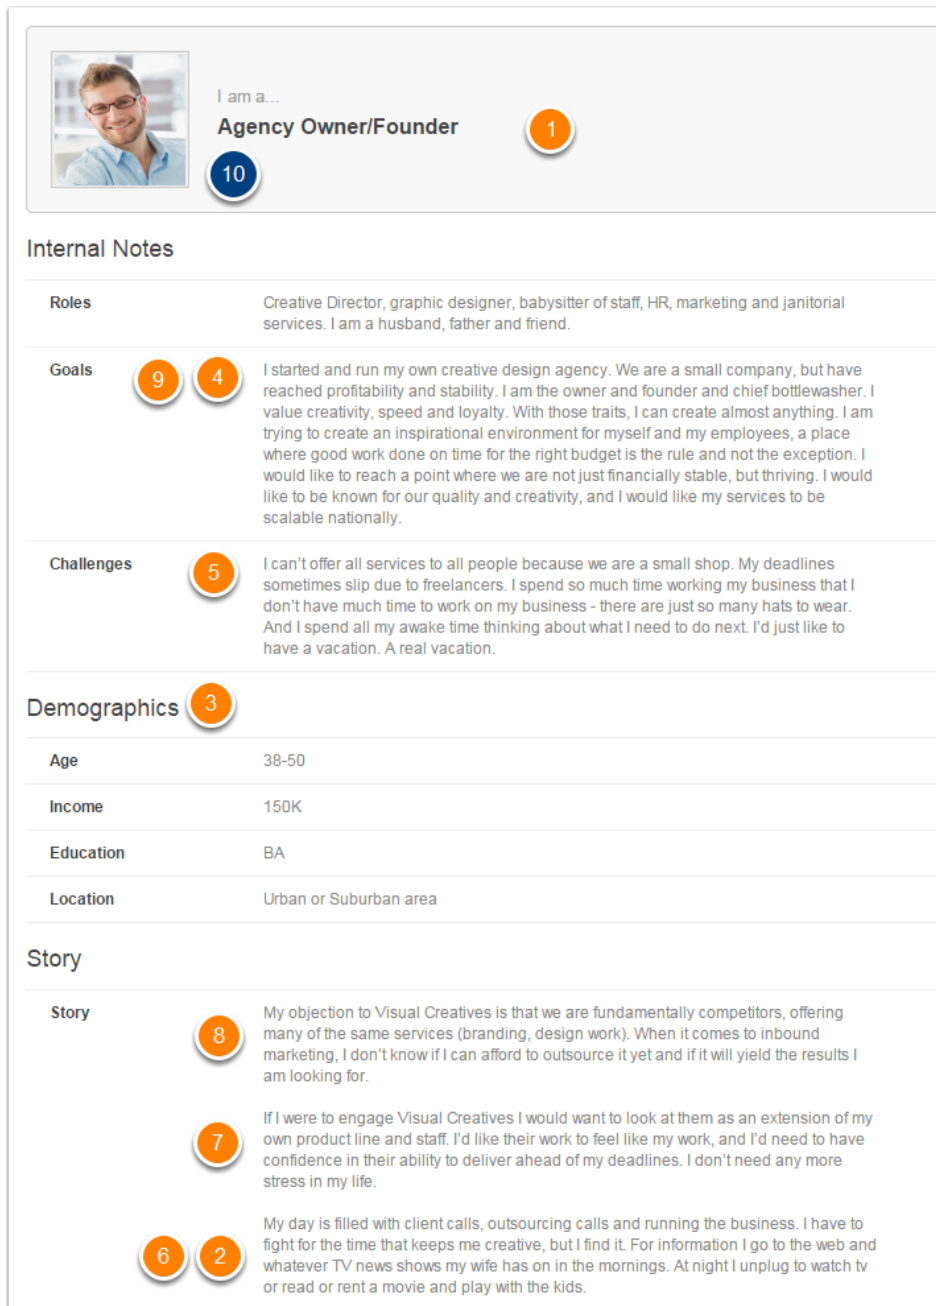 I am a...
Agency Owner/Founder
1
10
Internal Notes
Roles
Creative Director, graphic designer, babysitter of staff, HR, marketing and janitorial
services. I am a husband, father and friend.
Goals
9
4
I started and run my own creative design agency. We are a small company, but have
reached profitability and stability. I am the owner and founder and chief bottlewasher. I
value creativity, speed and loyalty. With those traits, I can create almost anything. I am
trying to create an inspirational environment for myself and my employees, a place
where good work done on time for the right budget is the rule and not the exception. I
would like to reach a point where we are not just financially stable, but thriving. I would
like to be known for our quality and creativity, and I would like my services to be
scalable nationally.
Challenges
5
I can't offer all services to all people because we are a small shop. My deadlines
sometimes slip due to freelancers. I spend so much time working my business that I
don't have much time to work on my business - there are just so many hats to wear.
And I spend all my awake time thinking about what I need to do next. I'd just like to
have a vacation. A real vacation.
Demographics
3
Age
38-50
Income
150K
Education
BA
Location
Urban or Suburban area
Story
Story
8
My objection to Visual Creatives is that we are fundamentally competitors, offering
many of the same services (branding, design work). When it comes to inbound
marketing, I don't know if I can afford to outsource it yet and if it will yield the results I
am looking for.
7
If I were to engage Visual Creatives I would want to look at them as an extension of my
own product line and staff. I'd like their work to feel like my work, and I'd need to have
confidence in their ability to deliver ahead of my deadlines. I don't need any more
stress in my life.
6
2
My day is filled with client calls, outsourcing calls and running the business. I have to
fight for the time that keeps me creative, but I find it. For information I go to the web and
whatever TV news shows my wife has on in the mornings. At night I unplug to watch tv
or read or rent a movie and play with the kids.